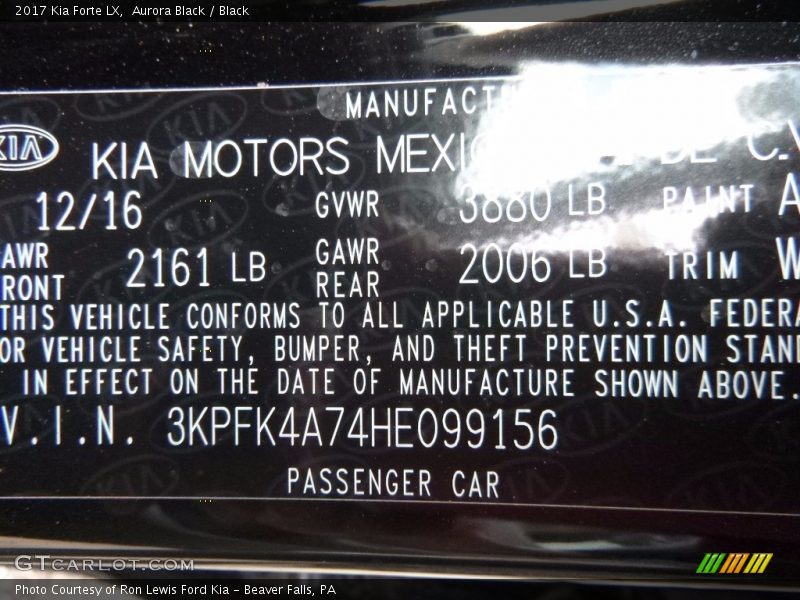 2017 Kia Forte LX,  Aurora Black / Black
MANUFACT
KIA
KIA MOTORS MEXI DE C.V
12/16 GVWR 3880 LB PAINT A
AWR
RONT 2161 LB GAWR
REAR 2006 LB TRIM W
THIS VEHICLE CONFORMS TO ALL APPLICABLE U.S.A. FEDERA
OR VEHICLE SAFETY, BUMPER, AND THEFT PREVENTION STAND
IN EFFECT ON THE DATE OF MANUFACTURE SHOWN ABOVE.
V.I.N. 3KPFK4A74HE099156
PASSENGER CAR
GTCARLOT.COM
Photo Courtesy of Ron Lewis Ford Kia - Beaver Falls, PA